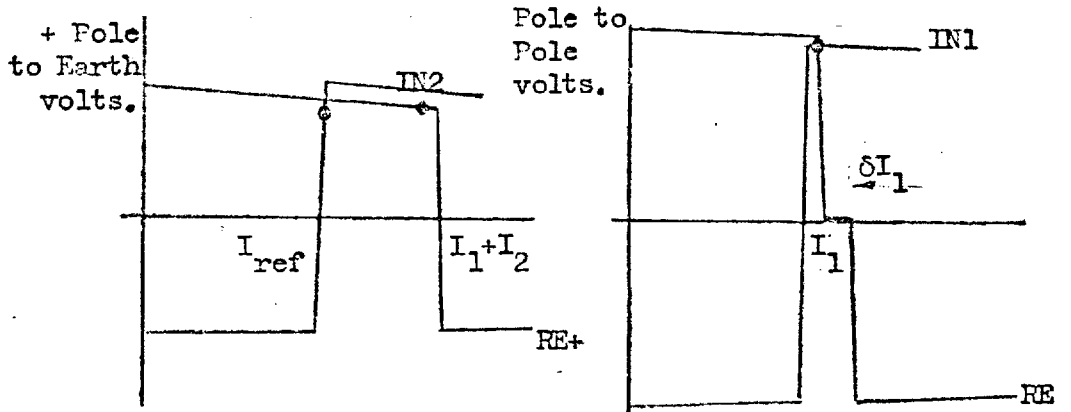 + Pole
to Earth
volts.
IN2
I_ref
I_1+I_2
RE+
Pole to
Pole
volts.
IN1
δI_1
I_1
RE